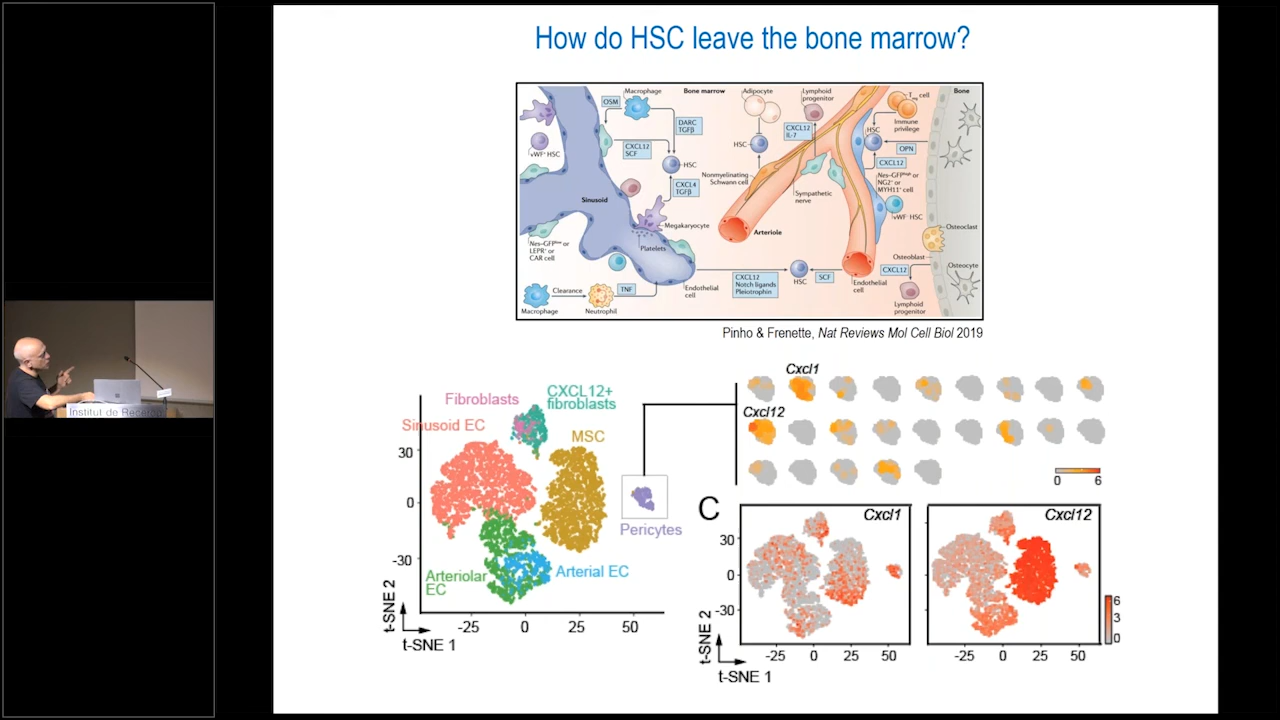 How do HSC leave the bone marrow?
Macrophage
Bone marrow
Adipocyte
Lymphoid
progenitor
Bone
OSM
cell
DARC
TGFβ
CXCL12
IL-7
HSC
Immune
privilege
CXCL12
SCF
HSC
OPN
vWF⁺ HSC
HSC
CXCL12
CXCL4
TGFβ
Nonmyelinating
Schwann cell
Nes-GFP^high or
NG2⁺ or
MYH11⁺ cell
Sinusoid
Sympathetic
nerve
vWF⁻ HSC
Megakaryocyte
Arteriole
Osteoclast
Nes-GFP^low or
LEPR⁺ or
CAR cell
Platelets
Osteoblast
Osteocyte
CXCL12
Notch ligands
Pleiotrophin
HSC
SCF
CXCL12
Endothelial
cell
Endothelial
cell
Clearance
TNF
Lymphoid
progenitor
Macrophage
Neutrophil
Pinho & Frenette, Nat Reviews Mol Cell Biol 2019
Fibroblasts
CXCL12+
fibroblasts
Sinusoid EC
MSC
Pericytes
Arteriolar
EC
Arterial EC
30
0
-30
t-SNE 2
-25
0
25
50
t-SNE 1
Cxcl1
Cxcl12
0
6
C
Cxcl1
Cxcl12
30
0
-30
t-SNE 2
-25
0
25
50
-25
0
25
50
t-SNE 1
6
3
0
Institut de Recerca